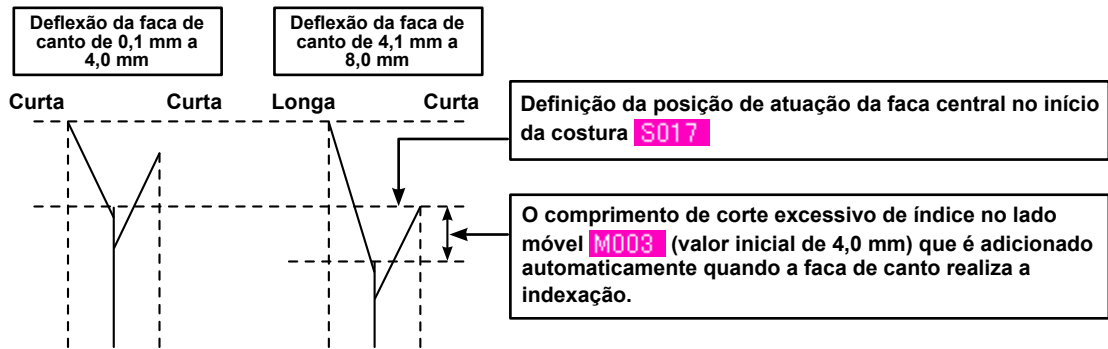 Deflexão da faca de
canto de 0,1 mm a
4,0 mm
Deflexão da faca de
canto de 4,1 mm a
8,0 mm
Curta
Curta
Longa
Curta
Definição da posição de atuação da faca central no início
da costura S017
O comprimento de corte excessivo de índice no lado
móvel M003 (valor inicial de 4,0 mm) que é adicionado
automaticamente quando a faca de canto realiza a
indexação.